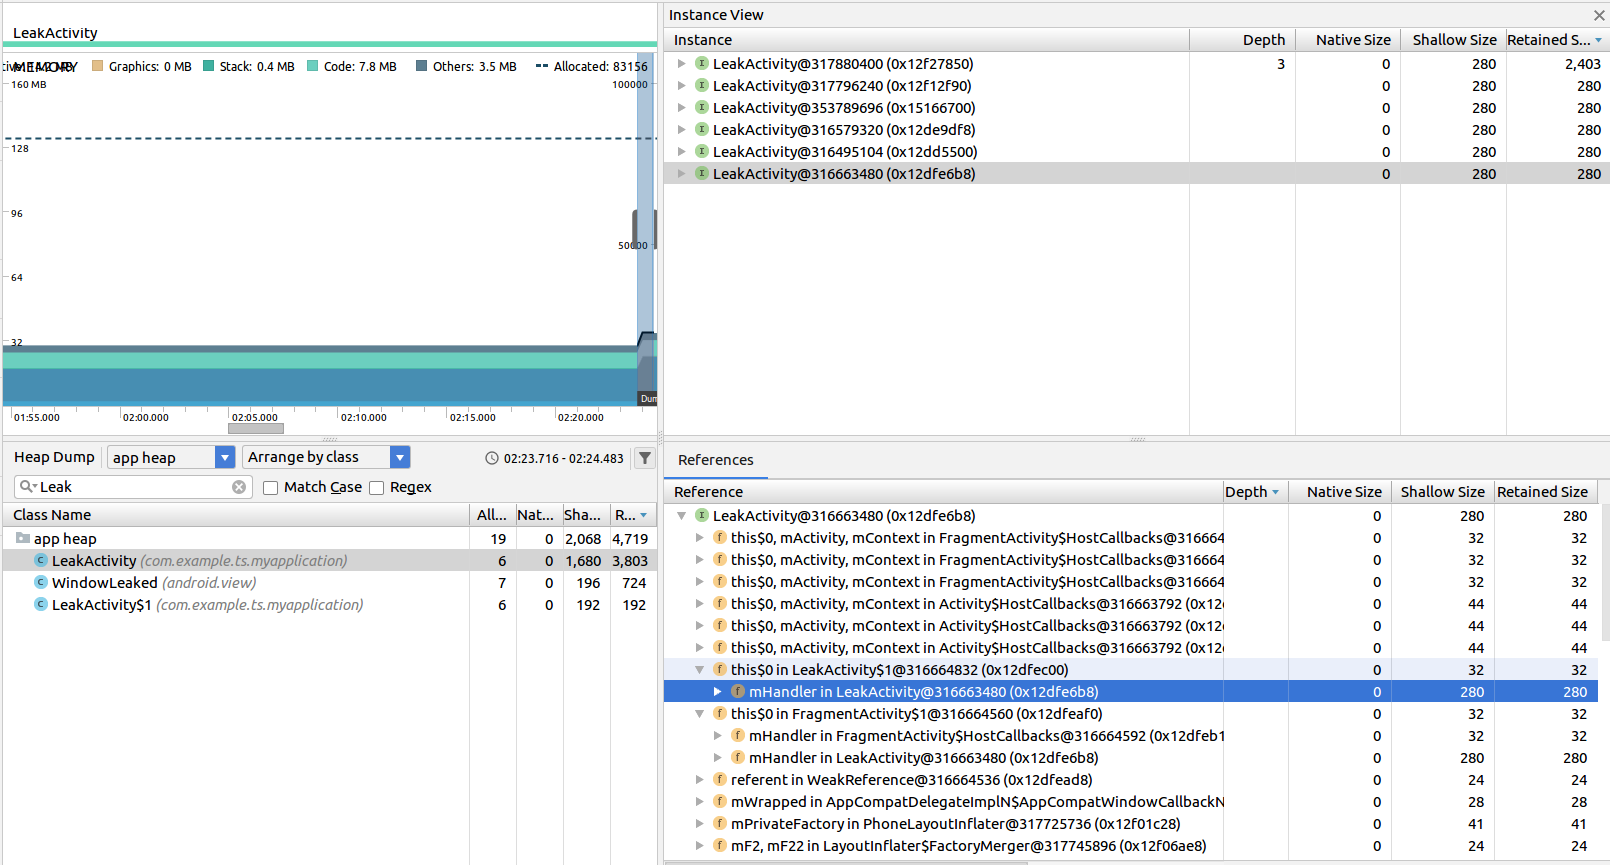 LeakActivity
MEMORY
Graphics: 0 MB Stack: 0.4 MB Code: 7.8 MB Others: 3.5 MB Allocated: 83156
160 MB 100000
128
96
50000
64
32
Dum
01:55.000 02:00.000 02:05.000 02:10.000 02:15.000 02:20.000
Heap Dump app heap Arrange by class 02:23.716 - 02:24.483
Leak Match Case Regex
Class Name All... Nat... Sha... R...
app heap 19 0 2,068 4,719
LeakActivity (com.example.ts.myapplication) 6 0 1,680 3,803
WindowLeaked (android.view) 7 0 196 724
LeakActivity$1 (com.example.ts.myapplication) 6 0 192 192
Instance View
Instance Depth Native Size Shallow Size Retained S...
LeakActivity@317880400 (0x12f27850) 3 0 280 2,403
LeakActivity@317796240 (0x12f12f90) 0 280 280
LeakActivity@353789696 (0x15166700) 0 280 280
LeakActivity@316579320 (0x12de9df8) 0 280 280
LeakActivity@316495104 (0x12dd5500) 0 280 280
LeakActivity@316663480 (0x12dfe6b8) 0 280 280
References
Reference Depth Native Size Shallow Size Retained Size
LeakActivity@316663480 (0x12dfe6b8) 0 280 280
this$0, mActivity, mContext in FragmentActivity$HostCallbacks@316664 0 32 32
this$0, mActivity, mContext in FragmentActivity$HostCallbacks@316664 0 32 32
this$0, mActivity, mContext in FragmentActivity$HostCallbacks@316664 0 32 32
this$0, mActivity, mContext in Activity$HostCallbacks@316663792 (0x12d 0 44 44
this$0, mActivity, mContext in Activity$HostCallbacks@316663792 (0x12d 0 44 44
this$0, mActivity, mContext in Activity$HostCallbacks@316663792 (0x12d 0 44 44
this$0 in LeakActivity$1@316664832 (0x12dfec00) 0 32 32
mHandler in LeakActivity@316663480 (0x12dfe6b8) 0 280 280
this$0 in FragmentActivity$1@316664560 (0x12dfeaf0) 0 32 32
mHandler in FragmentActivity$HostCallbacks@316664592 (0x12dfeb1 0 32 32
mHandler in LeakActivity@316663480 (0x12dfe6b8) 0 280 280
referent in WeakReference@316664536 (0x12dfead8) 0 24 24
mWrapped in AppCompatDelegateImplN$AppCompatWindowCallbackN 0 28 28
mPrivateFactory in PhoneLayoutInflater@317725736 (0x12f01c28) 0 41 41
mF2, mF22 in LayoutInflater$FactoryMerger@317745896 (0x12f06ae8) 0 24 24